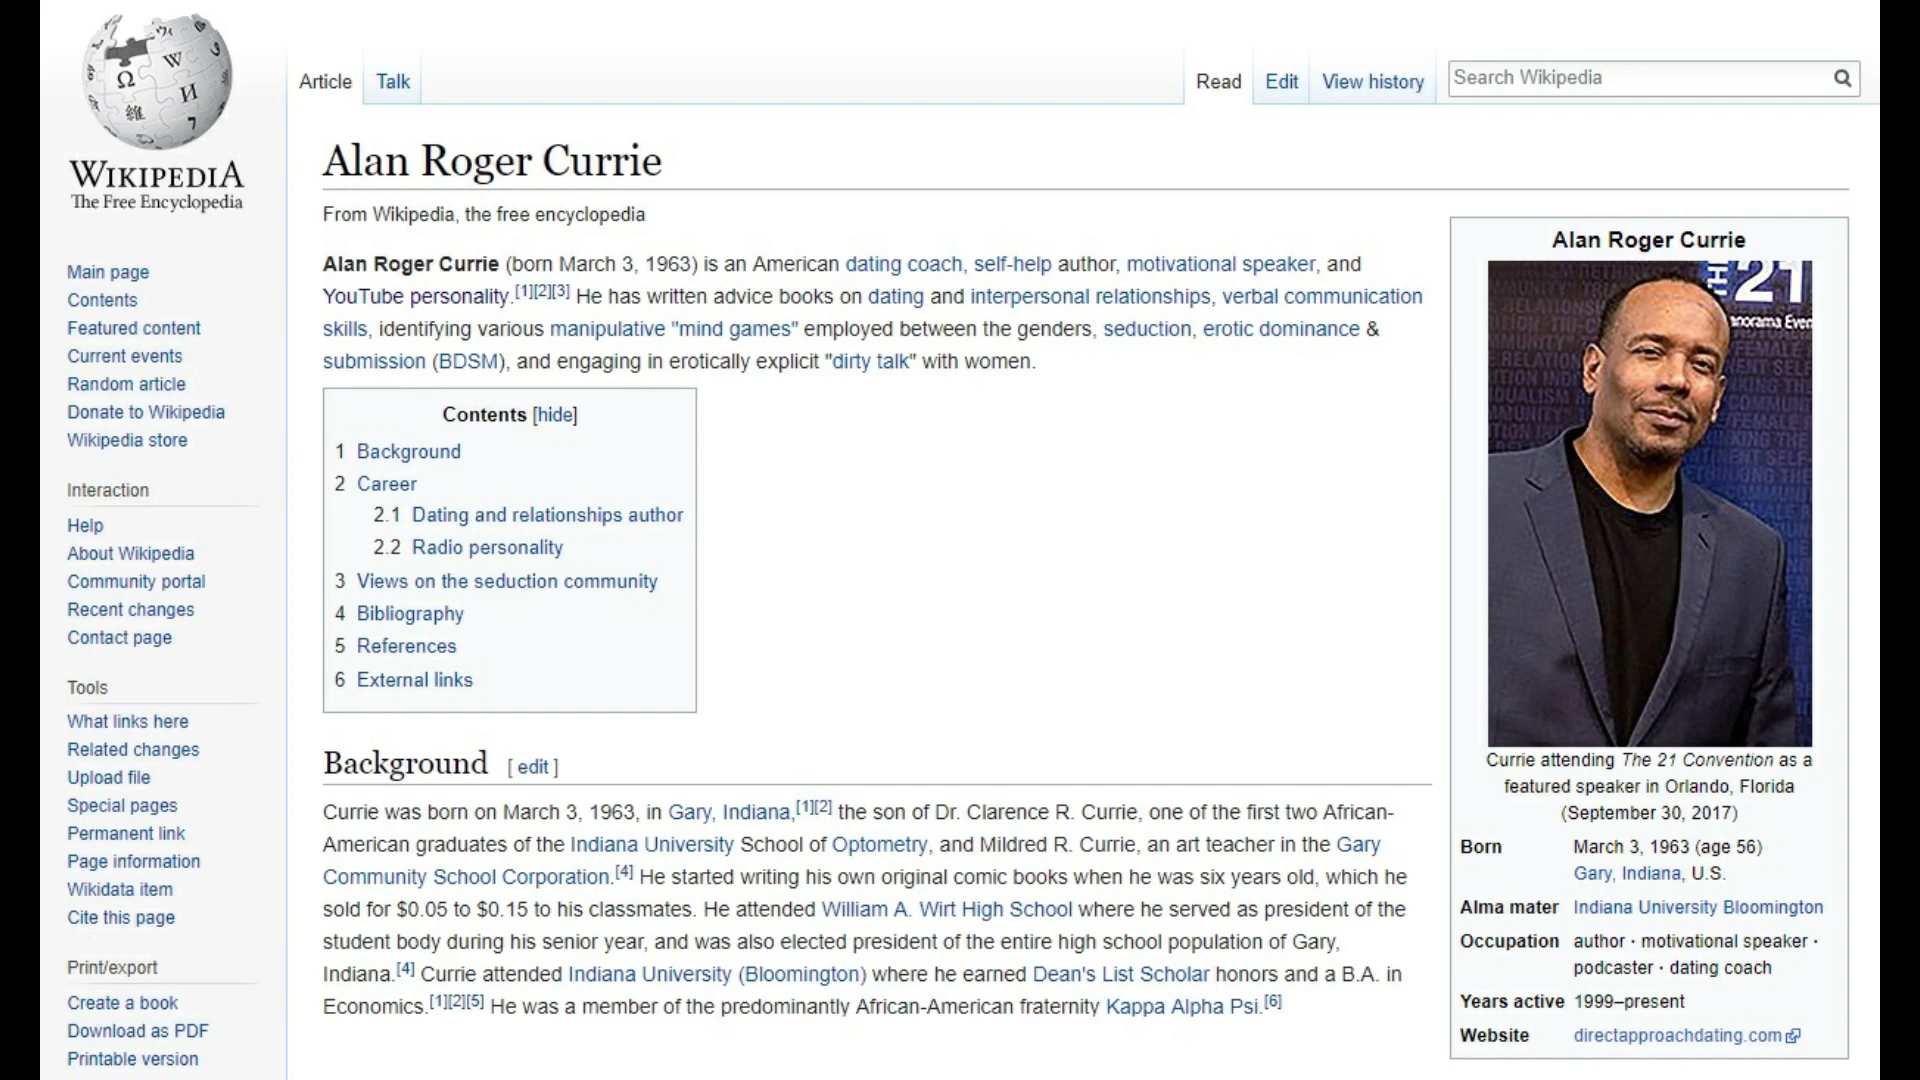 Article
Talk
Read
Edit
View history
Search Wikipedia
WIKIPEDIA
The Free Encyclopedia
Main page
Contents
Featured content
Current events
Random article
Donate to Wikipedia
Wikipedia store
Interaction
Help
About Wikipedia
Community portal
Recent changes
Contact page
Tools
What links here
Related changes
Upload file
Special pages
Permanent link
Page information
Wikidata item
Cite this page
Print/export
Create a book
Download as PDF
Printable version
Alan Roger Currie
From Wikipedia, the free encyclopedia
Alan Roger Currie (born March 3, 1963) is an American dating coach, self-help author, motivational speaker, and
YouTube personality.[1][2][3] He has written advice books on dating and interpersonal relationships, verbal communication
skills, identifying various manipulative "mind games" employed between the genders, seduction, erotic dominance &
submission (BDSM), and engaging in erotically explicit "dirty talk" with women.
Contents [hide]
1 Background
2 Career
2.1 Dating and relationships author
2.2 Radio personality
3 Views on the seduction community
4 Bibliography
5 References
6 External links
Background [ edit ]
Currie was born on March 3, 1963, in Gary, Indiana,[1][2] the son of Dr. Clarence R. Currie, one of the first two African-
American graduates of the Indiana University School of Optometry, and Mildred R. Currie, an art teacher in the Gary
Community School Corporation.[4] He started writing his own original comic books when he was six years old, which he
sold for $0.05 to $0.15 to his classmates. He attended William A. Wirt High School where he served as president of the
student body during his senior year, and was also elected president of the entire high school population of Gary,
Indiana.[4] Currie attended Indiana University (Bloomington) where he earned Dean's List Scholar honors and a B.A. in
Economics.[1][2][5] He was a member of the predominantly African-American fraternity Kappa Alpha Psi.[6]
Alan Roger Currie
21
Currie attending The 21 Convention as a
featured speaker in Orlando, Florida
(September 30, 2017)
Born March 3, 1963 (age 56)
Gary, Indiana, U.S.
Alma mater Indiana University Bloomington
Occupation author · motivational speaker ·
podcaster · dating coach
Years active 1999–present
Website directapproachdating.com